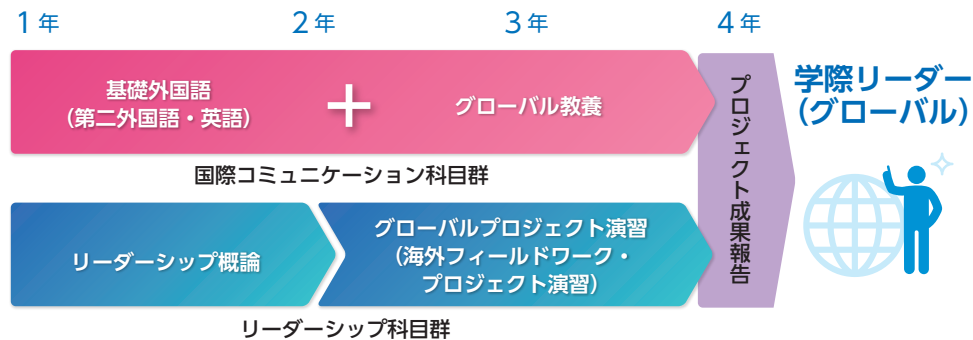 1年
2年
3年
4年
基礎外国語
(第二外国語・英語)
+
グローバル教養
国際コミュニケーション科目群
リーダーシップ概論
グローバルプロジェクト演習
(海外フィールドワーク・
プロジェクト演習)
リーダーシップ科目群
プロジェクト成果報告
学際リーダー
(グローバル)